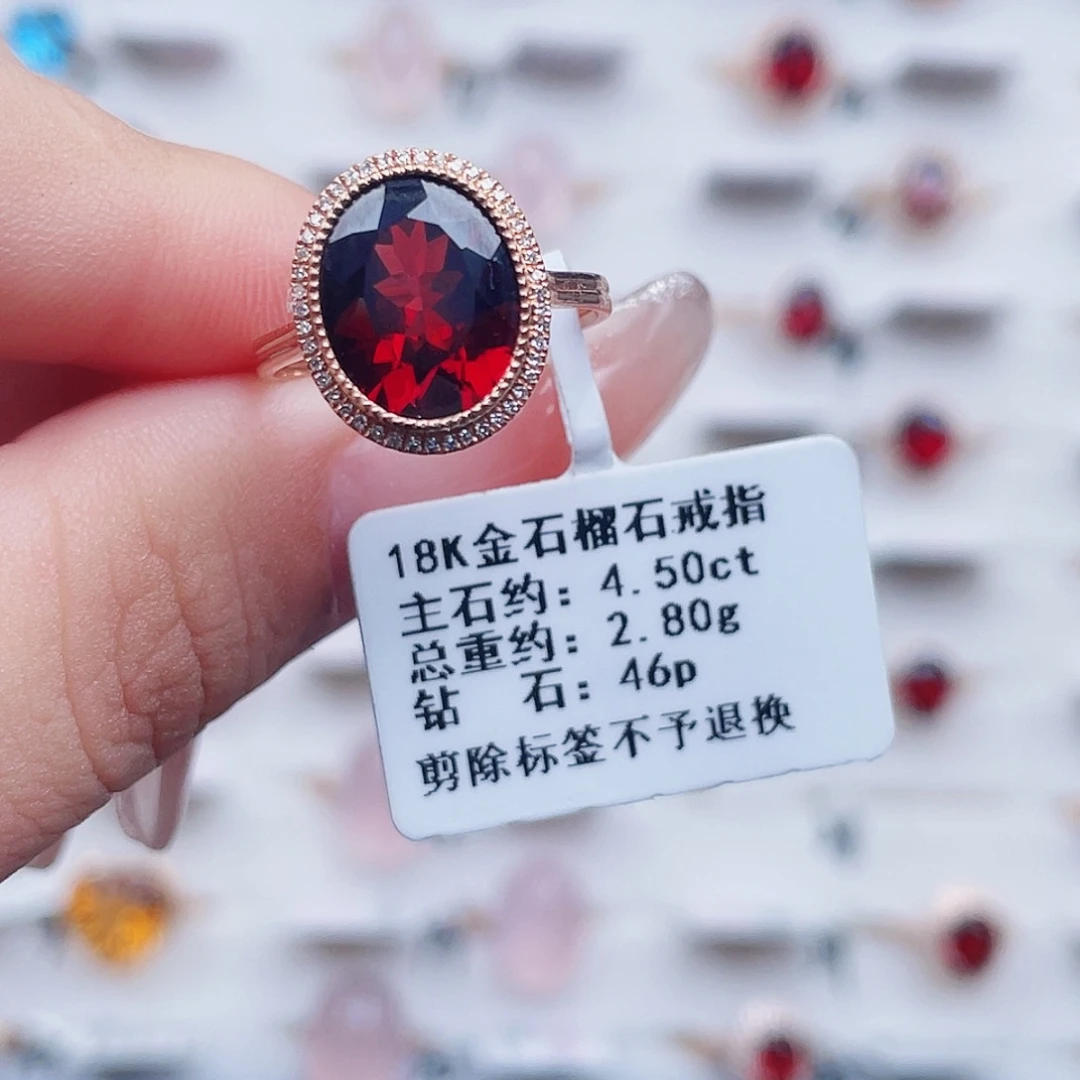 18K金石榴石戒指
主石约：4.50ct
总重约：2.80g
钻 石：46p
剪除标签不予退换